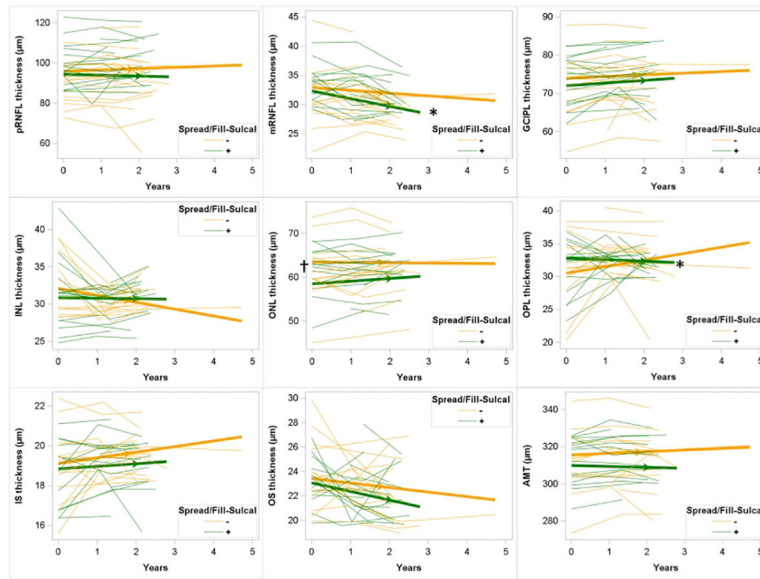 pRNFL thickness (µm)
120
100
80
60
0 1 2 3 4 5
Years
Spread/Fill-Sulcal
-
+
mRNFL thickness (µm)
45
40
35
30
25
*
0 1 2 3 4 5
Years
Spread/Fill-Sulcal
-
+
GCIPL thickness (µm)
90
80
70
60
0 1 2 3 4 5
Years
Spread/Fill-Sulcal
-
+
INL thickness (µm)
40
35
30
25
0 1 2 3 4 5
Years
Spread/Fill-Sulcal
-
+
ONL thickness (µm)
70
60
50
†
0 1 2 3 4 5
Years
Spread/Fill-Sulcal
-
+
OPL thickness (µm)
40
35
30
25
20
*
0 1 2 3 4 5
Years
Spread/Fill-Sulcal
-
+
IS thickness (µm)
22
20
18
16
0 1 2 3 4 5
Years
Spread/Fill-Sulcal
-
+
OS thickness (µm)
30
28
26
24
22
20
0 1 2 3 4 5
Years
Spread/Fill-Sulcal
-
+
AMT (µm)
340
320
300
280
0 1 2 3 4 5
Years
Spread/Fill-Sulcal
-
+